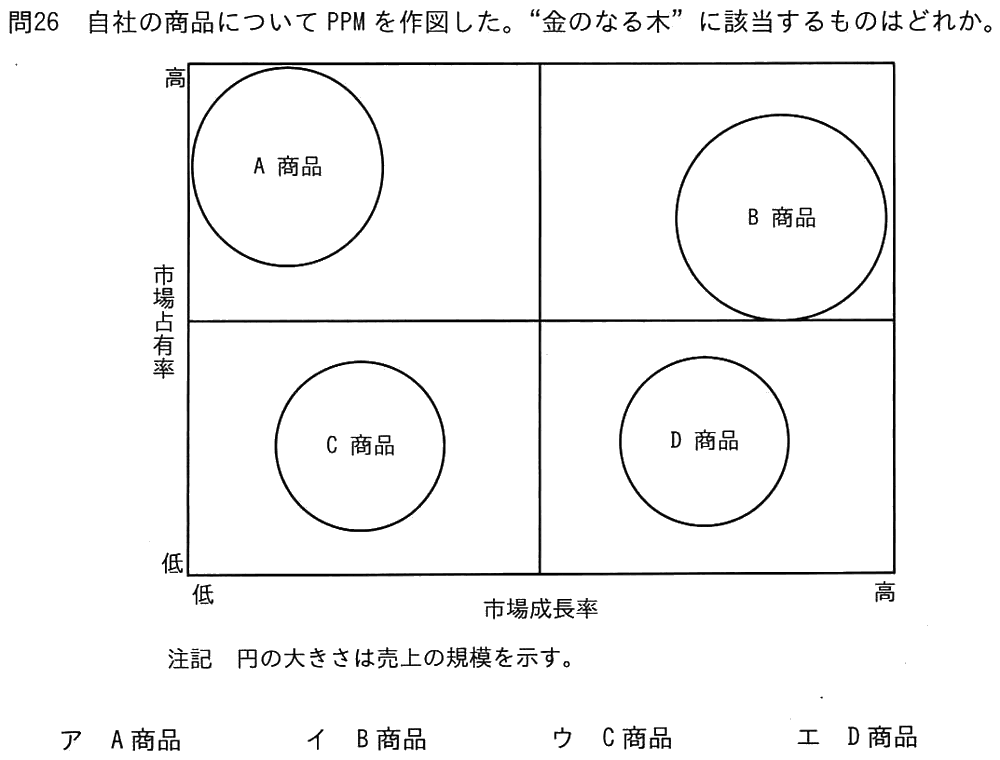 問26 自社の商品について PPM を作図した。“金のなる木” に該当するものはどれか。
高
A 商品
B 商品
市場占有率
C 商品
D 商品
低
低
高
市場成長率
注記 円の大きさは売上の規模を示す。
ア A 商品 イ B 商品 ウ C 商品 エ D 商品